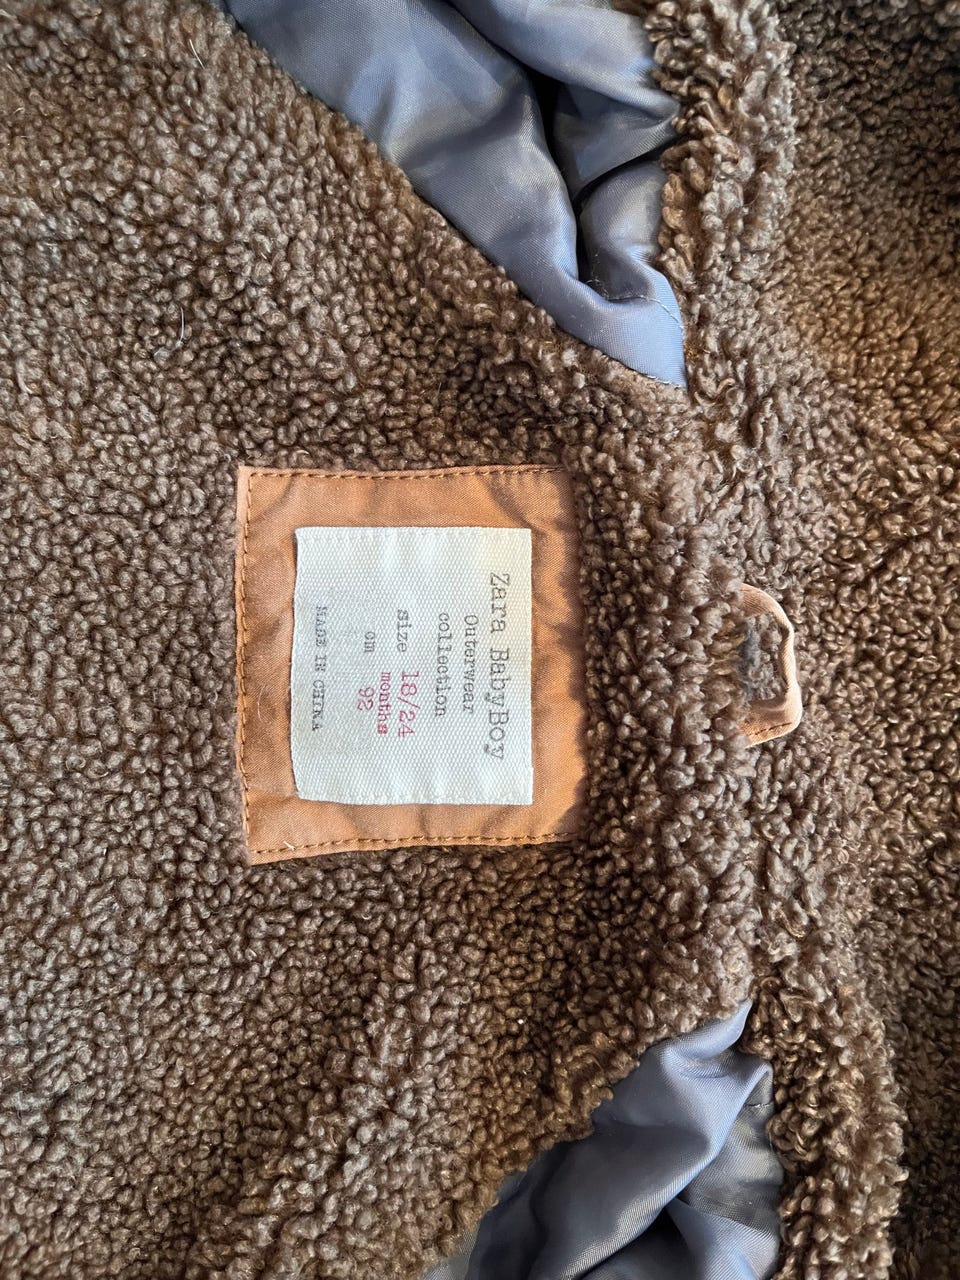 Zara BabyBoy
Outerwear
collection
size 18/24
months
cm 92
MADE IN CHINA